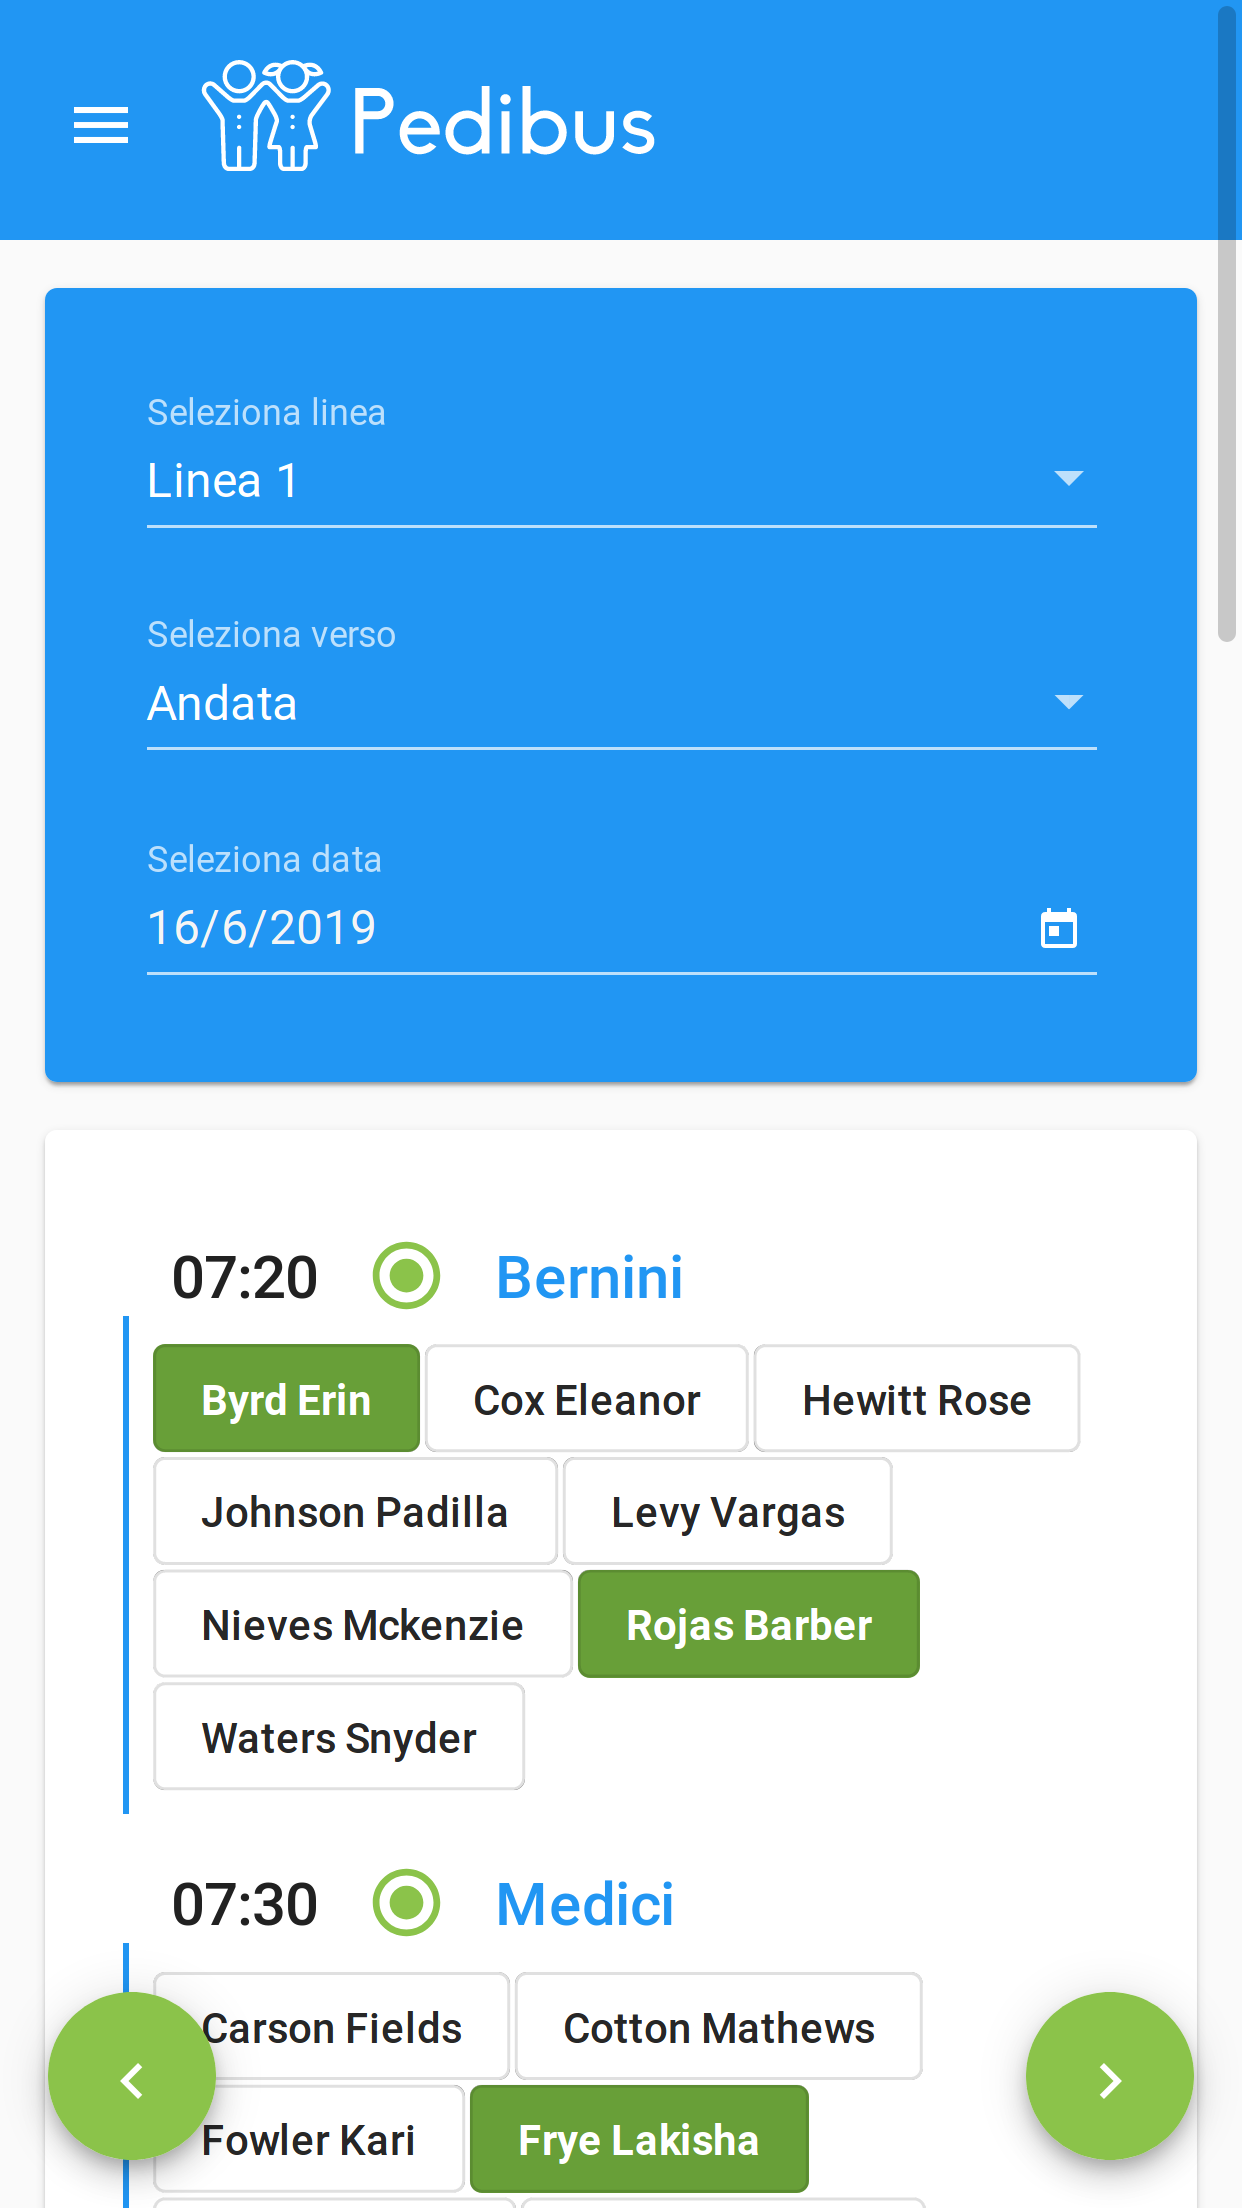 Pedibus
Seleziona linea
Linea 1
Seleziona verso
Andata
Seleziona data
16/6/2019
07:20 Bernini
Byrd Erin Cox Eleanor Hewitt Rose
Johnson Padilla Levy Vargas
Nieves Mckenzie Rojas Barber
Waters Snyder
07:30 Medici
Carson Fields Cotton Mathews
Fowler Kari Frye Lakisha